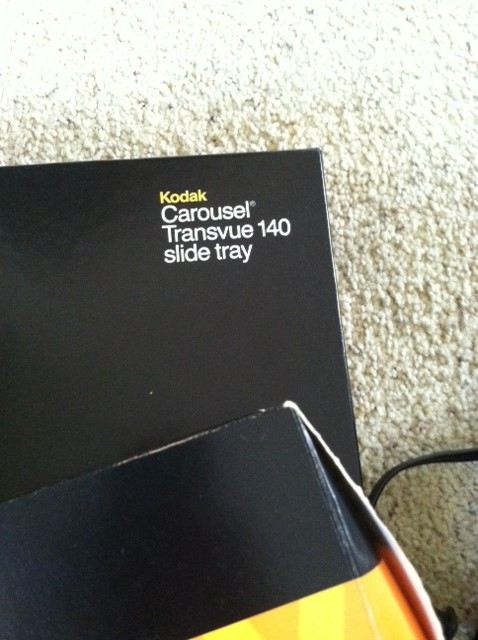 Kodak
Carousel®
Transvue 140
slide tray